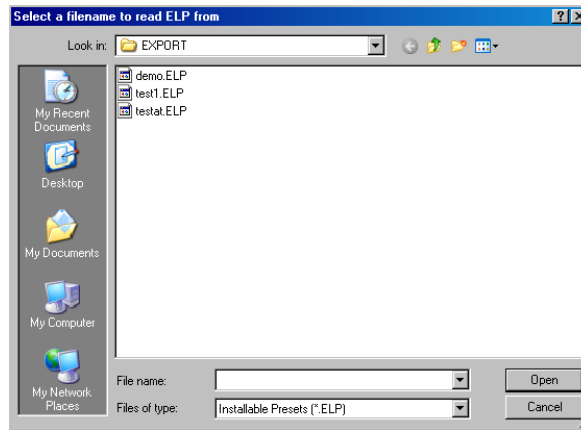 Select a filename to read ELP from
Look in: EXPORT
demo.ELP
test1.ELP
testat.ELP
My Recent
Documents
Desktop
My Documents
My Computer
My Network
Places
File name:
Open
Files of type: Installable Presets (*.ELP)
Cancel